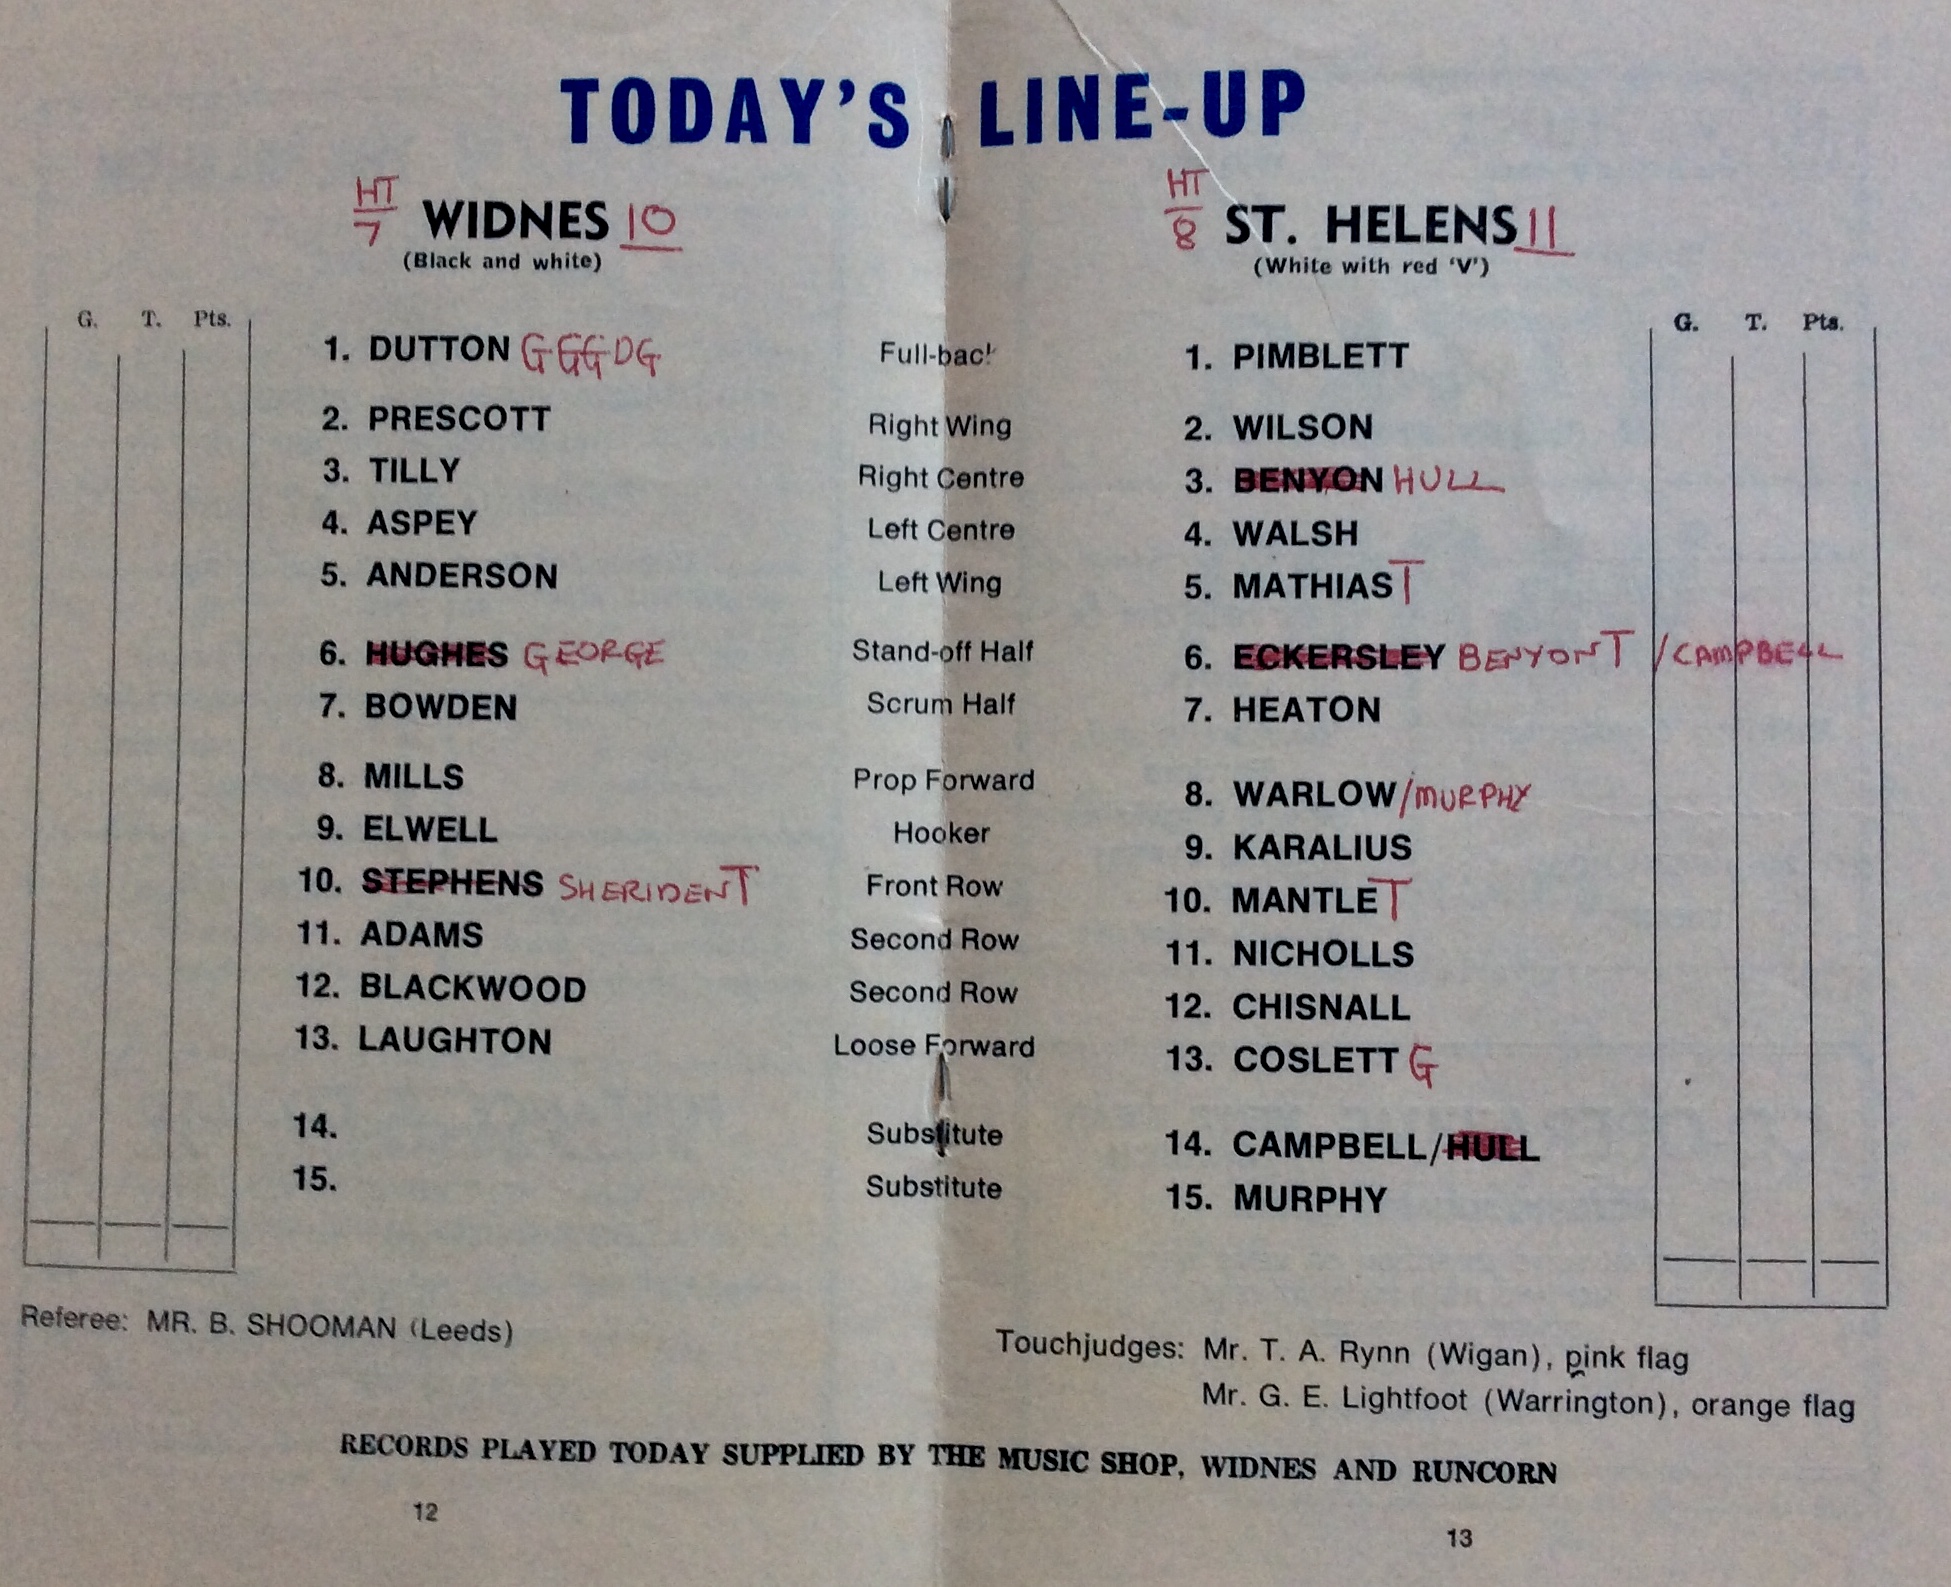 TODAY'S LINE-UP
HT
7 WIDNES 10
(Black and white)
HT
8 ST. HELENS 11
(White with red 'V')
G. T. Pts.
G. T. Pts.
1. DUTTON G G G DG Full-back 1. PIMBLETT
2. PRESCOTT Right Wing 2. WILSON
3. TILLY Right Centre 3. BENYON HULL
4. ASPEY Left Centre 4. WALSH
5. ANDERSON Left Wing 5. MATHIAS T
6. HUGHES GEORGE Stand-off Half 6. ECKERSLEY BENYON T / CAMPBELL
7. BOWDEN Scrum Half 7. HEATON
8. MILLS Prop Forward 8. WARLOW /MURPHY
9. ELWELL Hooker 9. KARALIUS
10. STEPHENS SHERIDEN T Front Row 10. MANTLE T
11. ADAMS Second Row 11. NICHOLLS
12. BLACKWOOD Second Row 12. CHISNALL
13. LAUGHTON Loose Forward 13. COSLETT G
14. Substitute 14. CAMPBELL/HULL
15. Substitute 15. MURPHY
Referee: MR. B. SHOOMAN (Leeds)
Touchjudges: Mr. T. A. Rynn (Wigan), pink flag
Mr. G. E. Lightfoot (Warrington), orange flag
RECORDS PLAYED TODAY SUPPLIED BY THE MUSIC SHOP, WIDNES AND RUNCORN
12
13